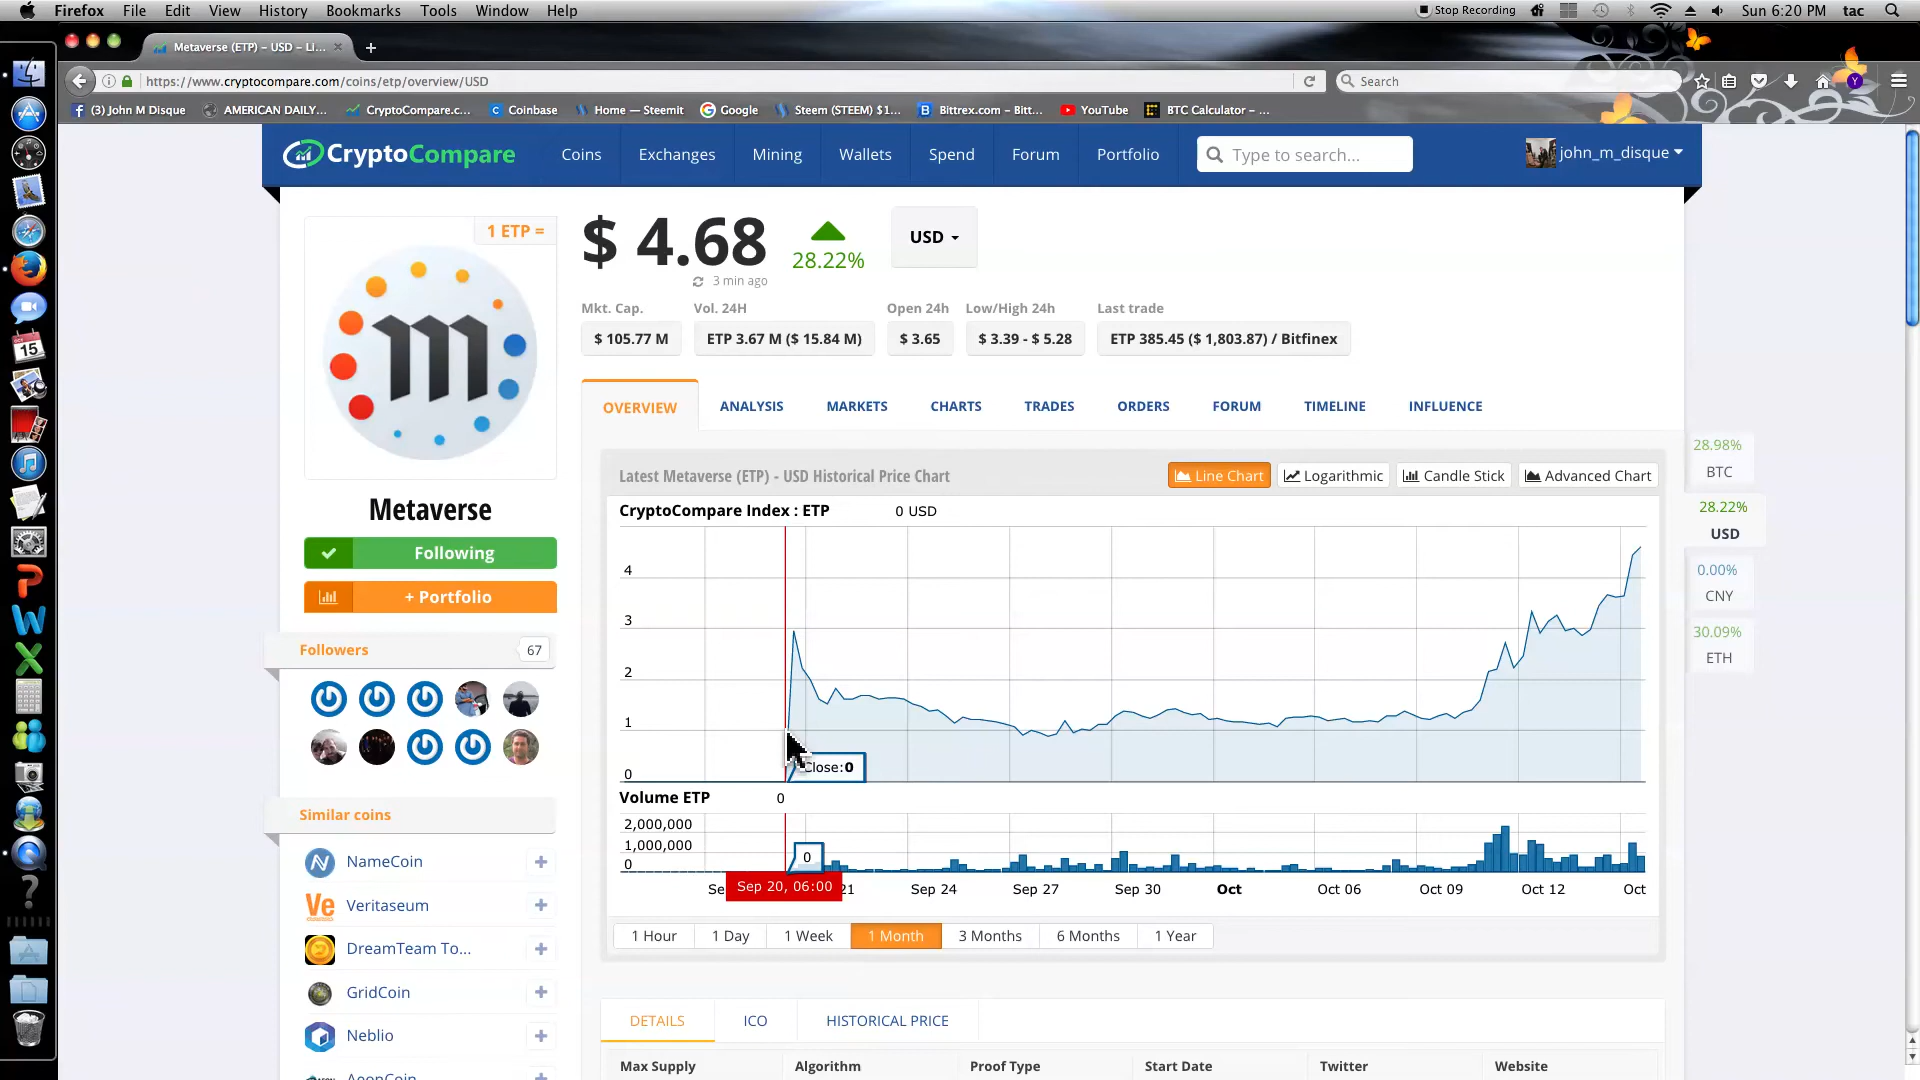 Firefox File Edit View History Bookmarks Tools Window Help Stop Recording Sun 6:20 PM tac
Metaverse (ETP) – USD – Li...
https://www.cryptocompare.com/coins/etp/overview/USD Search
(3) John M Disque AMERICAN DAILY... CryptoCompare.c... Coinbase Home — Steemit Google Steem (STEEM) $1... Bittrex.com – Bitt... YouTube BTC Calculator – ...
CryptoCompare Coins Exchanges Mining Wallets Spend Forum Portfolio Type to search... john_m_disque
1 ETP =
$ 4.68 28.22% USD
3 min ago
Mkt. Cap. Vol. 24H Open 24h Low/High 24h Last trade
$ 105.77 M ETP 3.67 M ($ 15.84 M) $ 3.65 $ 3.39 - $ 5.28 ETP 385.45 ($ 1,803.87) / Bitfinex
OVERVIEW ANALYSIS MARKETS CHARTS TRADES ORDERS FORUM TIMELINE INFLUENCE
Latest Metaverse (ETP) - USD Historical Price Chart Line Chart Logarithmic Candle Stick Advanced Chart
CryptoCompare Index : ETP 0 USD
4
3
2
1
0
Close:0
Volume ETP 0
2,000,000
1,000,000
0
0
Se Sep 20, 06:00 21 Sep 24 Sep 27 Sep 30 Oct Oct 06 Oct 09 Oct 12 Oct
1 Hour 1 Day 1 Week 1 Month 3 Months 6 Months 1 Year
28.98%
BTC
28.22%
USD
0.00%
CNY
30.09%
ETH
OCT
15
m
Metaverse
Following
+ Portfolio
Followers 67
Similar coins
NameCoin
Veritaseum
DreamTeam To...
GridCoin
Neblio
AeonCoin
DETAILS ICO HISTORICAL PRICE
Max Supply Algorithm Proof Type Start Date Twitter Website